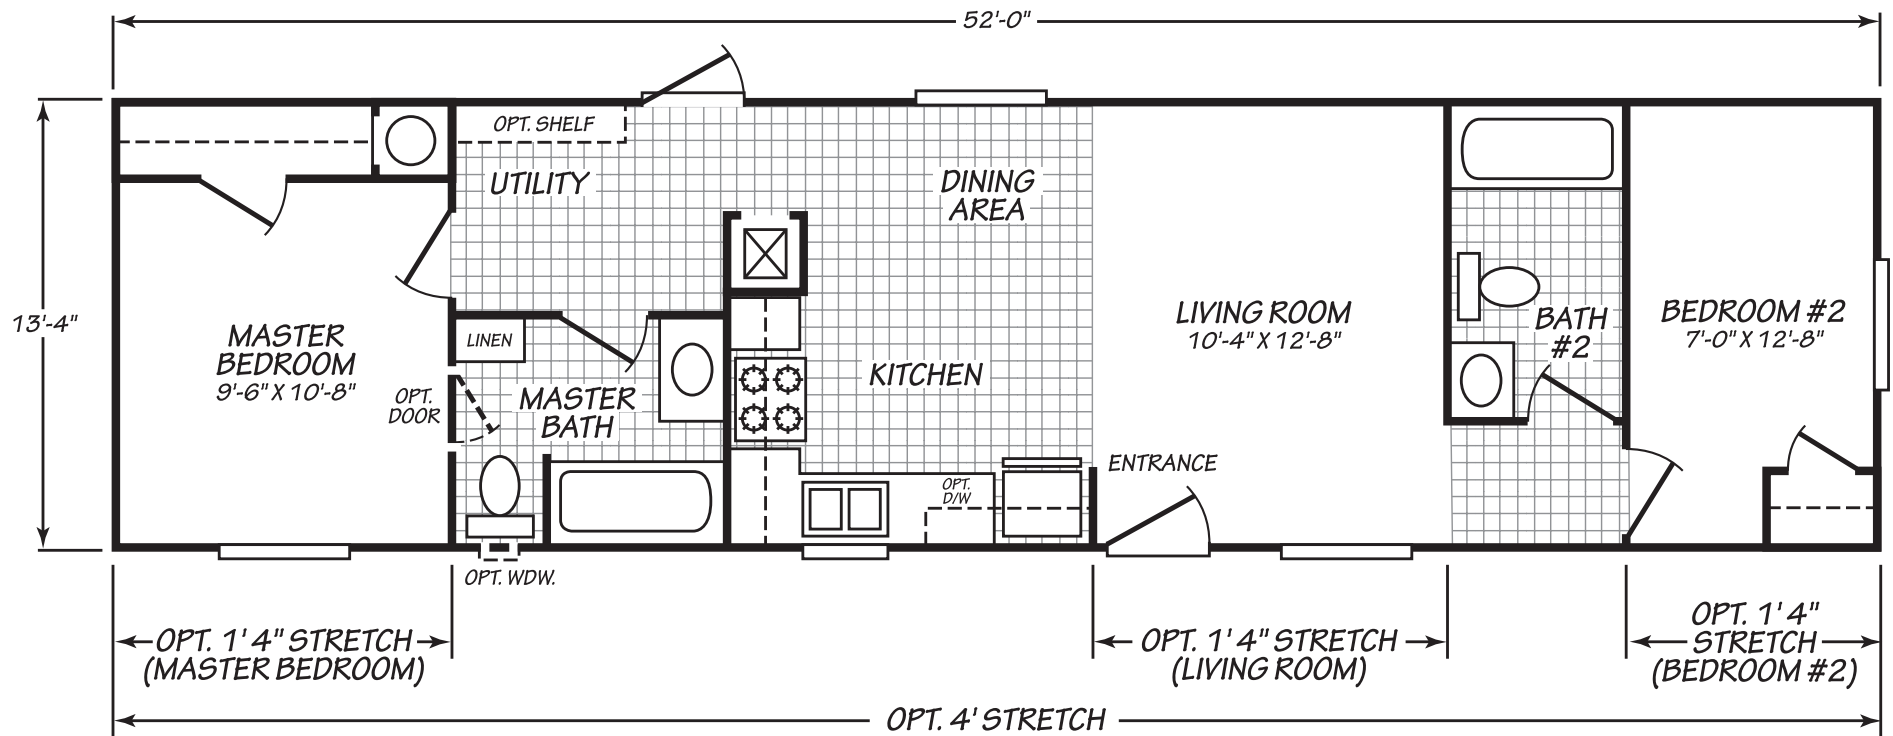 52'-0"
OPT. SHELF
UTILITY
DINING
AREA
13'-4"
MASTER
BEDROOM
9'-6" X 10'-8"
LINEN
OPT.
DOOR
MASTER
BATH
KITCHEN
LIVING ROOM
10'-4" X 12'-8"
BATH
#2
BEDROOM #2
7'-0" X 12'-8"
ENTRANCE
OPT.
D/W
OPT. WDW.
OPT. 1' 4" STRETCH
(MASTER BEDROOM)
OPT. 1' 4" STRETCH
(LIVING ROOM)
OPT. 1' 4"
STRETCH
(BEDROOM #2)
OPT. 4' STRETCH